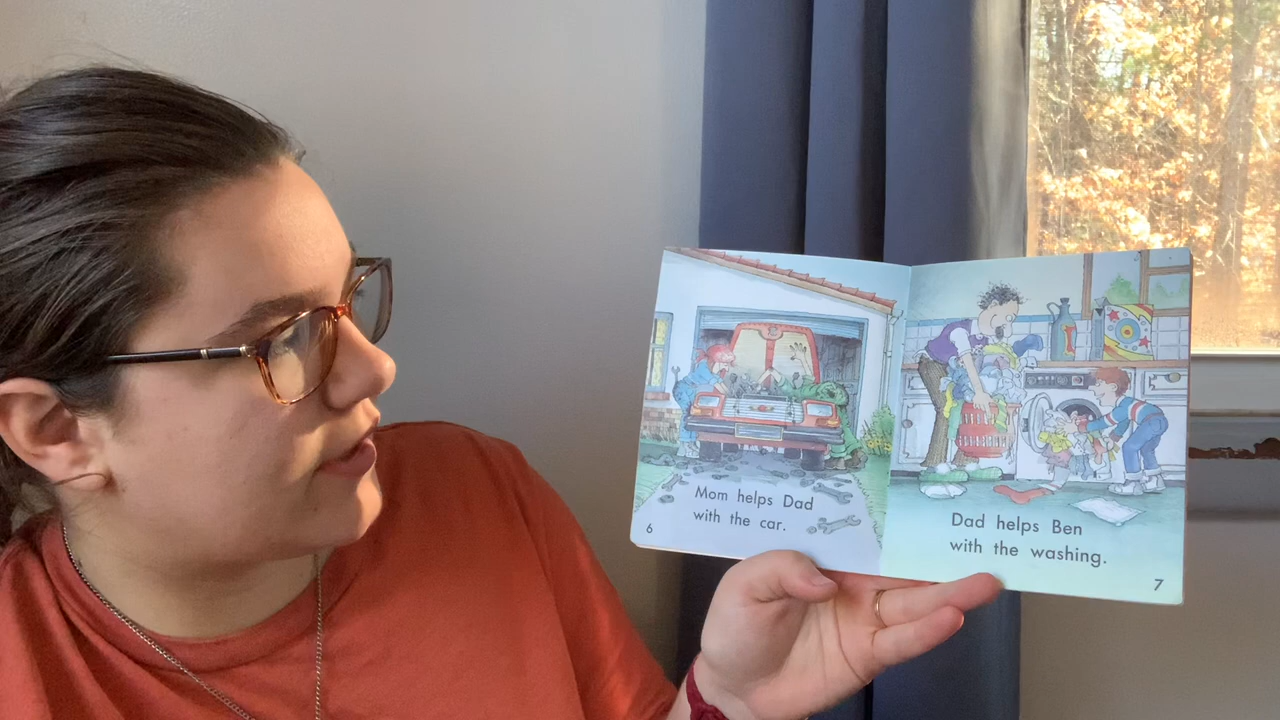 Mom helps Dad
with the car.
6
Dad helps Ben
with the washing.
7